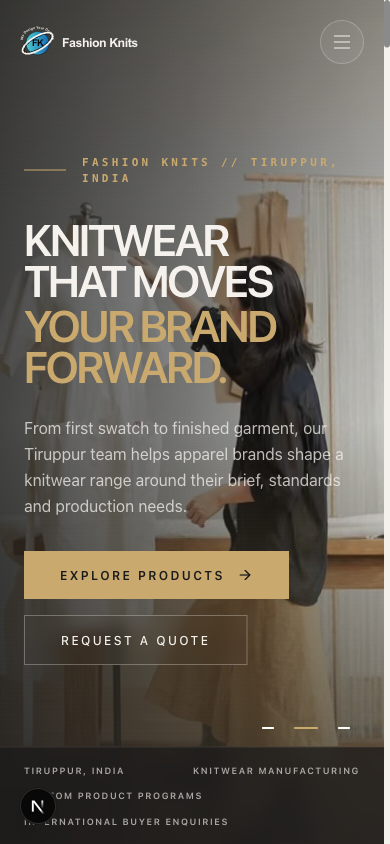 FK
Fashion Knits
FASHION KNITS // TIRUPPUR,
INDIA
KNITWEAR
THAT MOVES
YOUR BRAND
FORWARD.
From first swatch to finished garment, our
Tiruppur team helps apparel brands shape a
knitwear range around their brief, standards
and production needs.
EXPLORE PRODUCTS →
REQUEST A QUOTE
TIRUPPUR, INDIA
KNITWEAR MANUFACTURING
PRODUCT PROGRAMS
N
BUYER ENQUIRIES